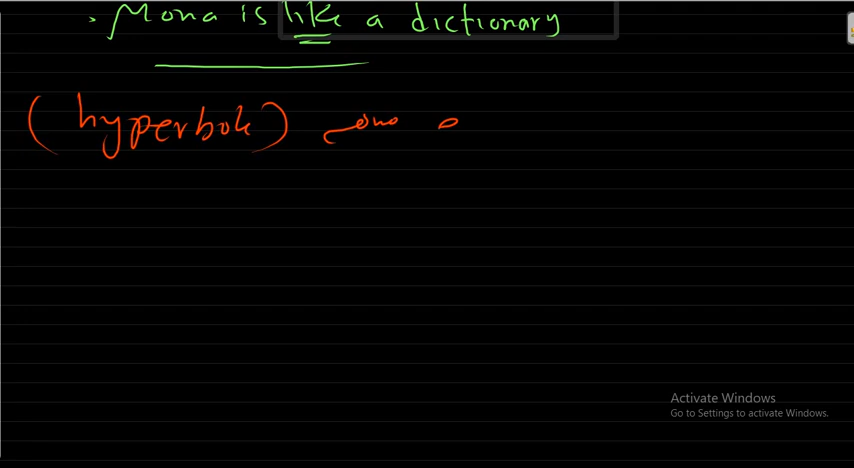 . Mona is like a dictionary
(hyperbole)
Activate Windows
Go to Settings to activate Windows.